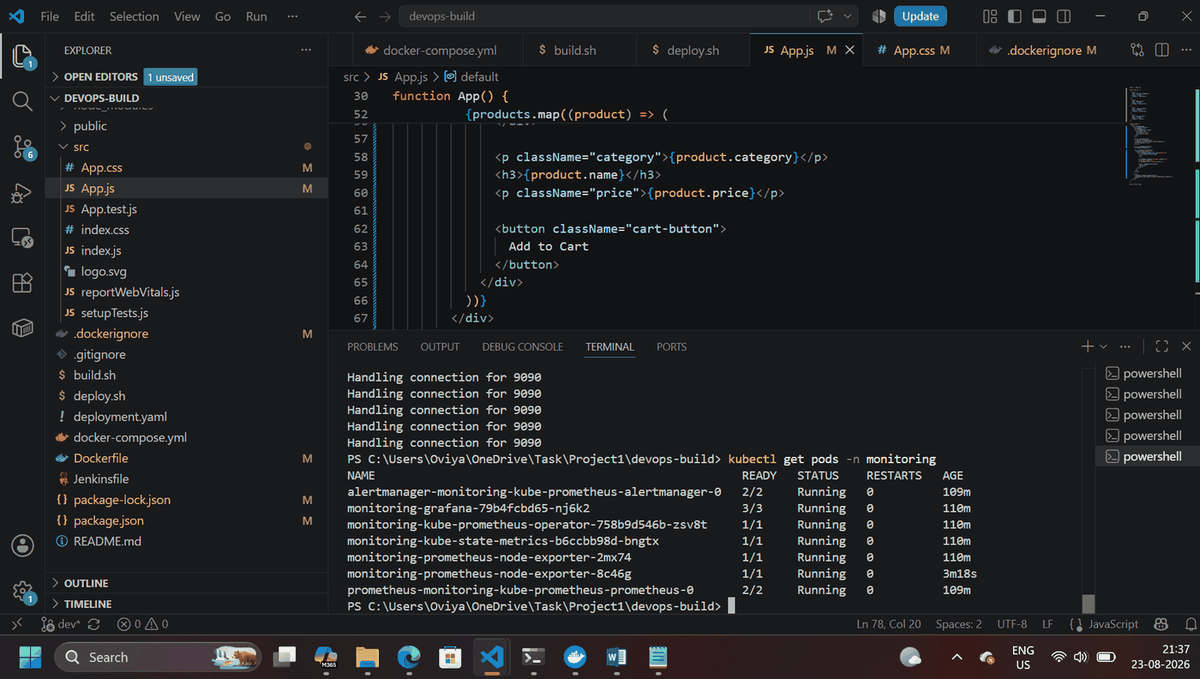 File Edit Selection View Go Run ··· devops-build Update
EXPLORER ···
OPEN EDITORS 1 unsaved
DEVOPS-BUILD
node_modules
public
src
# App.css M
JS App.js M
JS App.test.js
# index.css
JS index.js
logo.svg
JS reportWebVitals.js
JS setupTests.js
.dockerignore M
.gitignore
$ build.sh
$ deploy.sh
! deployment.yaml
docker-compose.yml
Dockerfile M
Jenkinsfile
{} package-lock.json M
{} package.json M
README.md
OUTLINE
TIMELINE
1
6
1
docker-compose.yml $ build.sh $ deploy.sh JS App.js M # App.css M .dockerignore M ···
src > JS App.js > default
30 function App() {
52 {products.map((product) => (
57
58 <p className="category">{product.category}</p>
59 <h3>{product.name}</h3>
60 <p className="price">{product.price}</p>
61
62 <button className="cart-button">
63 Add to Cart
64 </button>
65 </div>
66 ))}
67 </div>
PROBLEMS OUTPUT DEBUG CONSOLE TERMINAL PORTS
Handling connection for 9090
Handling connection for 9090
Handling connection for 9090
Handling connection for 9090
Handling connection for 9090
PS C:\Users\Oviya\OneDrive\Task\Project1\devops-build> kubectl get pods -n monitoring
NAME READY STATUS RESTARTS AGE
alertmanager-monitoring-kube-prometheus-alertmanager-0 2/2 Running 0 109m
monitoring-grafana-79b4fcbd65-nj6k2 3/3 Running 0 110m
monitoring-kube-prometheus-operator-758b9d546b-zsv8t 1/1 Running 0 110m
monitoring-kube-state-metrics-b6ccbb98d-bngtx 1/1 Running 0 110m
monitoring-prometheus-node-exporter-2mx74 1/1 Running 0 110m
monitoring-prometheus-node-exporter-8c46g 1/1 Running 0 3m18s
prometheus-monitoring-kube-prometheus-prometheus-0 2/2 Running 0 109m
PS C:\Users\Oviya\OneDrive\Task\Project1\devops-build>
powershell
powershell
powershell
powershell
powershell
dev* 0 0 Ln 78, Col 20 Spaces: 2 UTF-8 LF {} JavaScript
Search M365 ENG US 21:37 23-08-2026